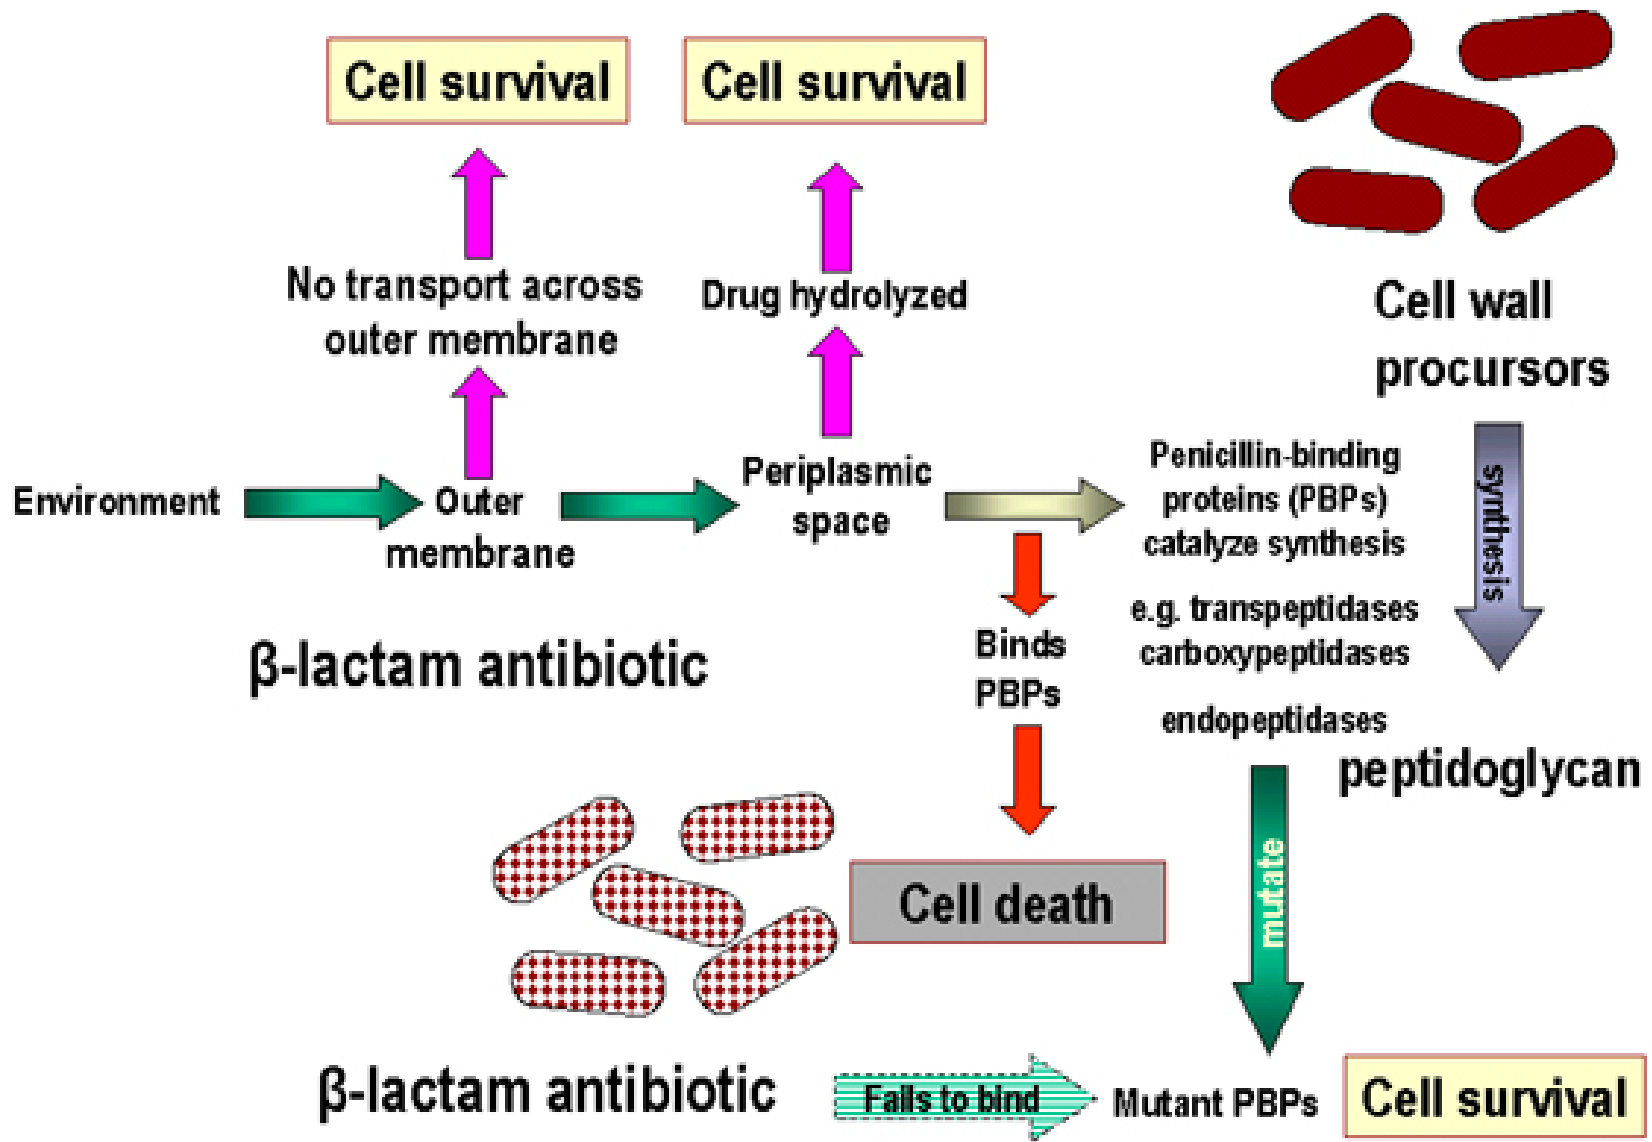 Cell survival
Cell survival
No transport across
outer membrane
Drug hydrolyzed
Cell wall
procursors
Environment
Outer
membrane
Periplasmic
space
Penicillin-binding
proteins (PBPs)
catalyze synthesis
e.g. transpeptidases
carboxypeptidases
endopeptidases
synthesis
β-lactam antibiotic
Binds
PBPs
peptidoglycan
Cell death
mutate
β-lactam antibiotic
Fails to bind
Mutant PBPs
Cell survival